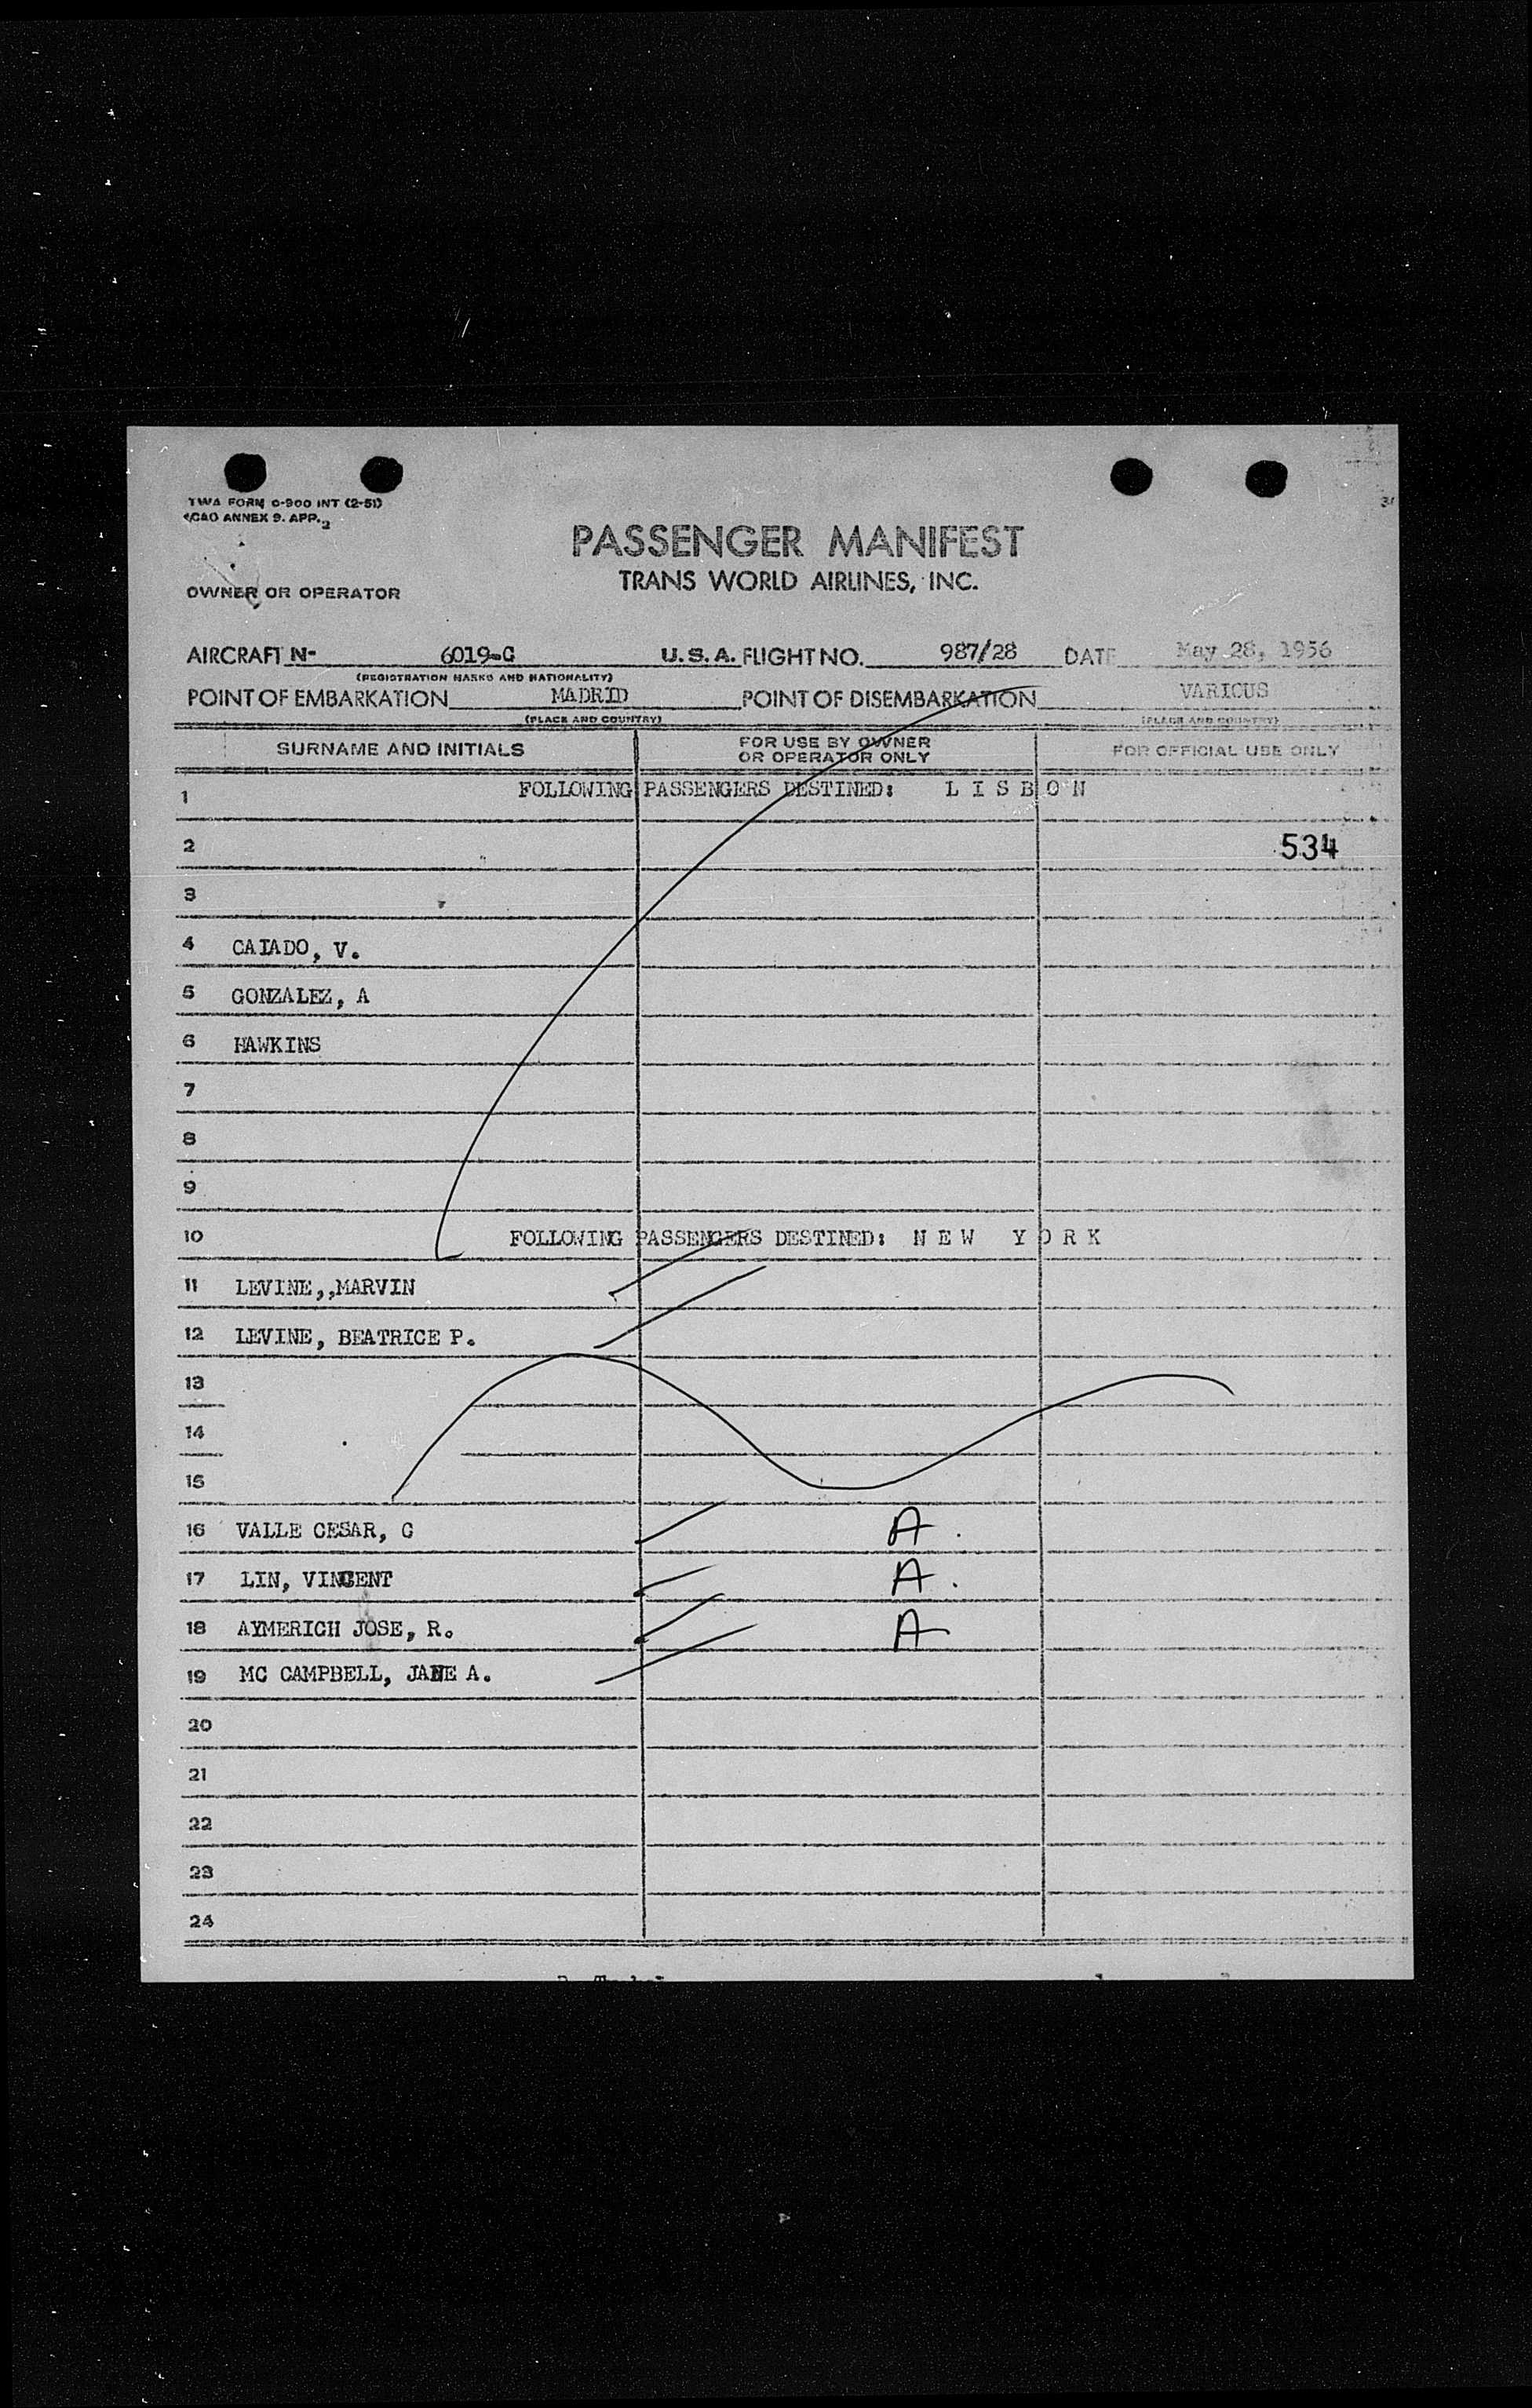 TWA FORM O-900 INT (2-51)
ICAO ANNEX 9. APP. 2
PASSENGER MANIFEST
TRANS WORLD AIRLINES, INC.
OWNER OR OPERATOR
AIRCRAFT N- 6019-C U.S.A. FLIGHT NO. 987/28 DATE May 28, 1956
(REGISTRATION MARKS AND NATIONALITY)
POINT OF EMBARKATION MADRID POINT OF DISEMBARKATION VARICUS
(PLACE AND COUNTRY) (PLACE AND COUNTRY)
SURNAME AND INITIALS FOR USE BY OWNER OR OPERATOR ONLY FOR OFFICIAL USE ONLY
1 FOLLOWING PASSENGERS DESTINED: L I S B O N
2 534
3
4 CAIADO, V.
5 GONZALEZ, A
6 HAWKINS
7
8
9
10 FOLLOWING PASSENGERS DESTINED: N E W Y O R K
11 LEVINE,,MARVIN
12 LEVINE, BEATRICE P.
13
14
15
16 VALLE CESAR, C A.
17 LIN, VINCENT A.
18 AYMERICH JOSE, R. A
19 MC CAMPBELL, JANE A.
20
21
22
23
24